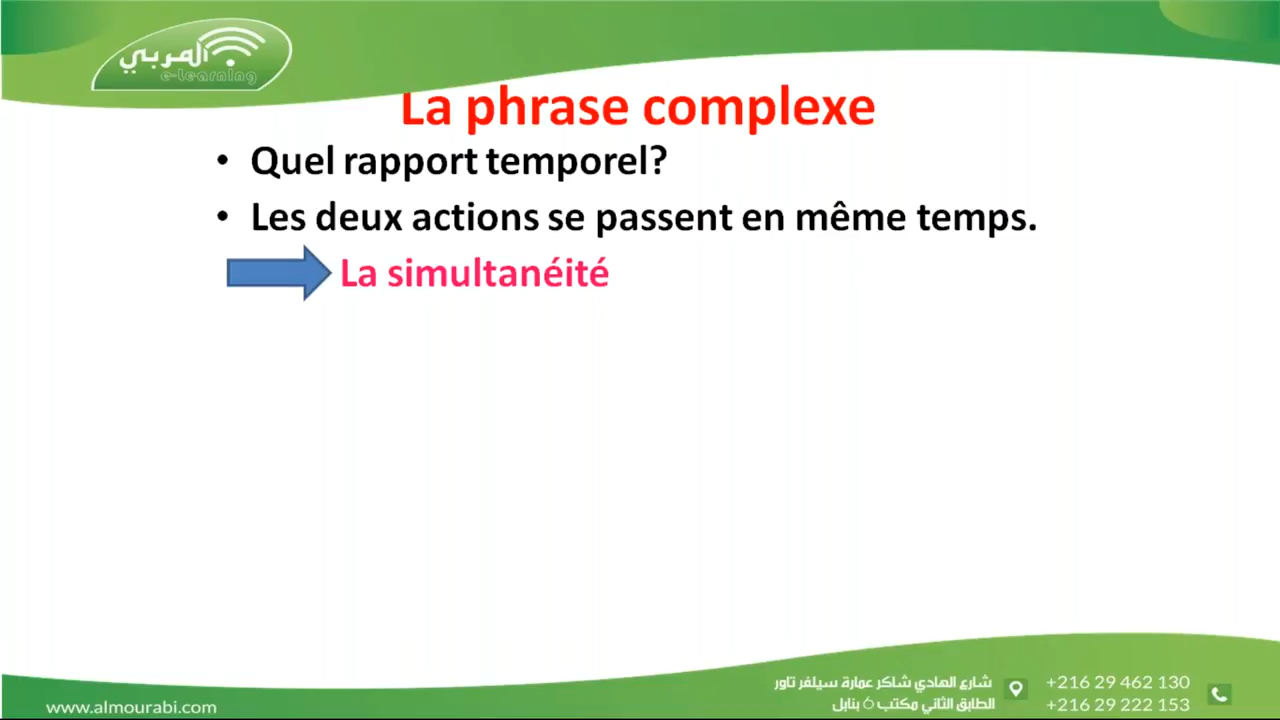 المربي
e-learning
La phrase complexe
• Quel rapport temporel?
• Les deux actions se passent en même temps.
La simultanéité
شارع الهادي شاكر عمارة سيلفر تاور
الطابق الثاني مكتب 6 بنابل
+216 29 462 130
+216 29 222 153
www.almourabi.com